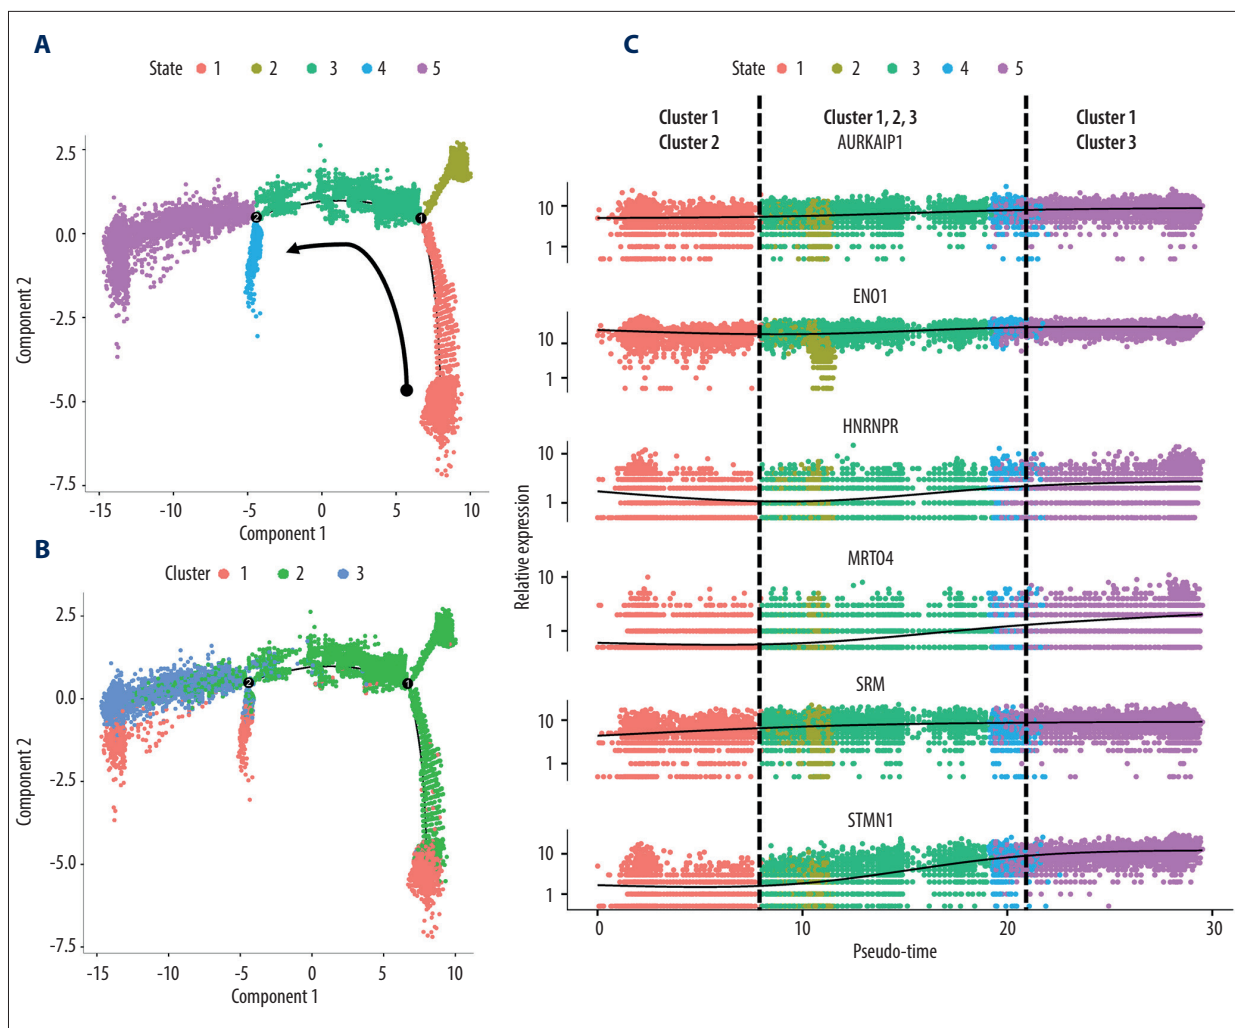 A
State 1 2 3 4 5
2.5
0.0
-2.5
-5.0
-7.5
Component 2
2
1
-15 -10 -5 0 5 10
Component 1
B
Cluster 1 2 3
2.5
0.0
-2.5
-5.0
-7.5
Component 2
2
1
-15 -10 -5 0 5 10
Component 1
C
State 1 2 3 4 5
Cluster 1 Cluster 1, 2, 3 Cluster 1
Cluster 2 AURKAIP1 Cluster 3
10
1
ENO1
10
1
HNRNPR
10
1
MRTO4
10
1
SRM
10
1
STMN1
10
1
Relative expression
0 10 20 30
Pseudo-time